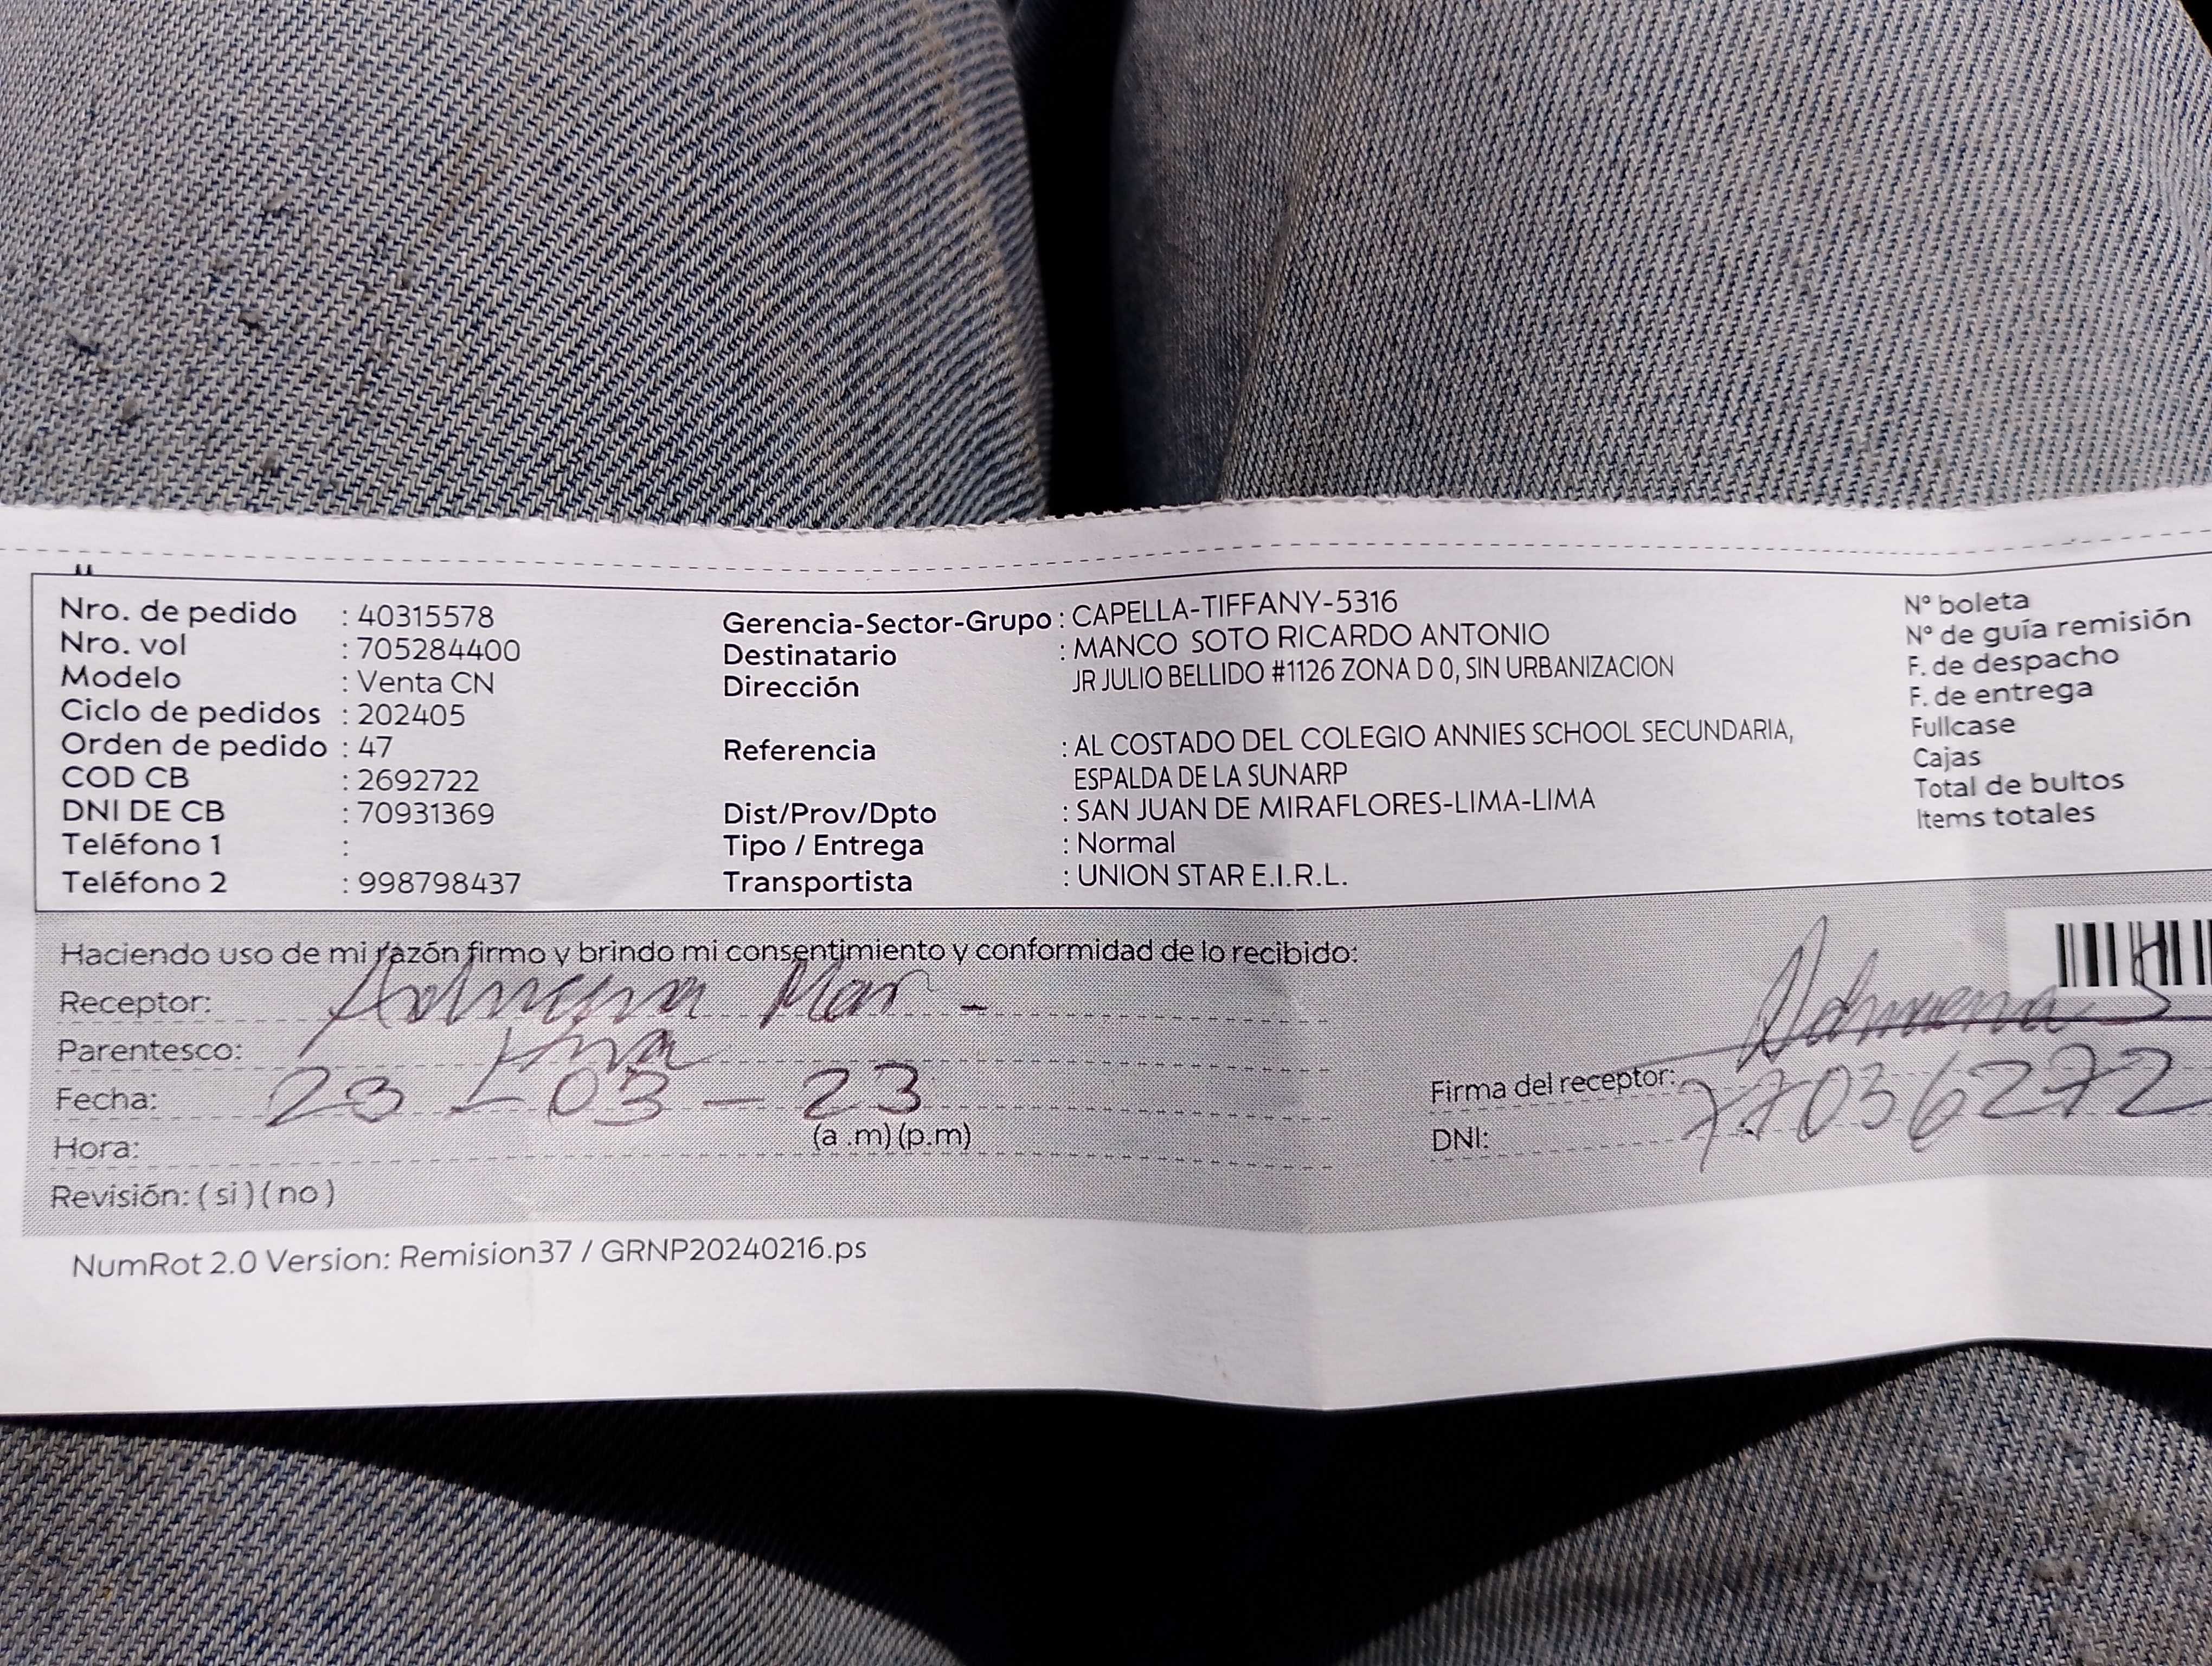 Nro. de pedido : 40315578
Nro. vol : 705284400
Modelo : Venta CN
Ciclo de pedidos : 202405
Orden de pedido : 47
COD CB : 2692722
DNI DE CB : 70931369
Teléfono 1 :
Teléfono 2 : 998798437
Gerencia-Sector-Grupo : CAPELLA-TIFFANY-5316
Destinatario : MANCO SOTO RICARDO ANTONIO
Dirección JR JULIO BELLIDO #1126 ZONA D 0, SIN URBANIZACION
Referencia : AL COSTADO DEL COLEGIO ANNIES SCHOOL SECUNDARIA,
ESPALDA DE LA SUNARP
Dist/Prov/Dpto : SAN JUAN DE MIRAFLORES-LIMA-LIMA
Tipo / Entrega : Normal
Transportista : UNION STAR E.I.R.L.
N° boleta
N° de guía remisión
F. de despacho
F. de entrega
Fullcase
Cajas
Total de bultos
Items totales
Haciendo uso de mi razón firmo y brindo mi consentimiento y conformidad de lo recibido:
Receptor:
Parentesco:
Fecha: 23 - 03 - 23
Hora: (a .m) (p.m)
Revisión: ( si ) ( no )
Firma del receptor:
DNI: 77036272
NumRot 2.0 Version: Remision37 / GRNP20240216.ps